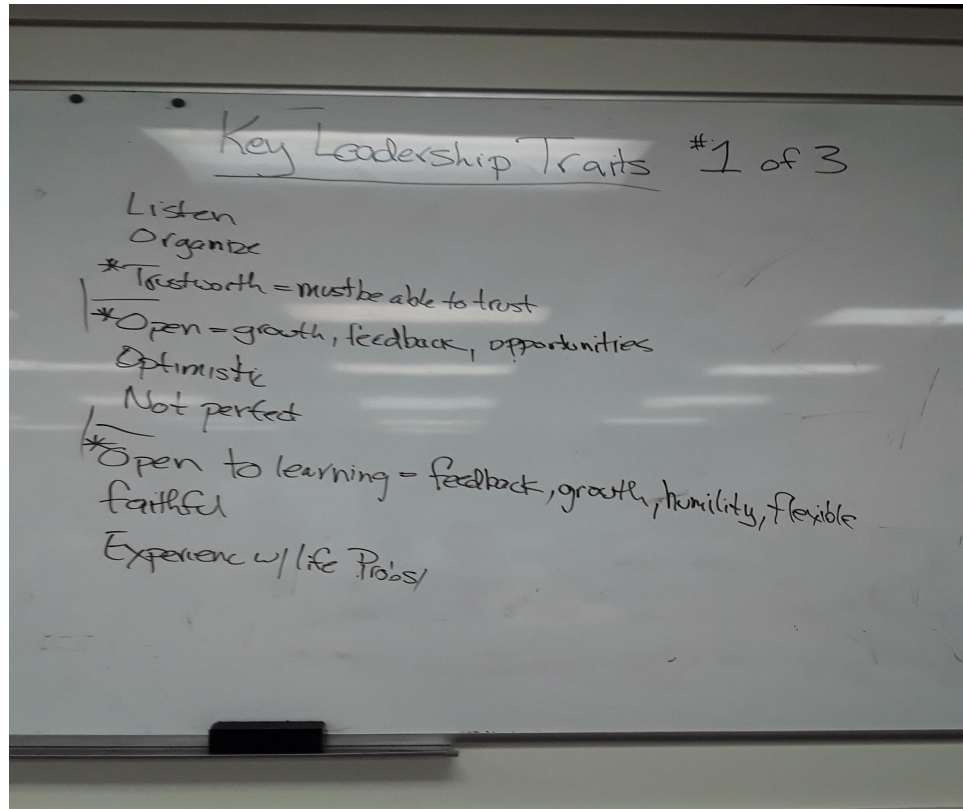 Key Leadership Traits #1 of 3
Listen
Organize
*Trustworth = must be able to trust
*Open = growth, feedback, opportunities
Optimistic
Not perfect
*Open to learning = feedback, growth, humility, flexible
faithful
Experienc w/ life Probs/